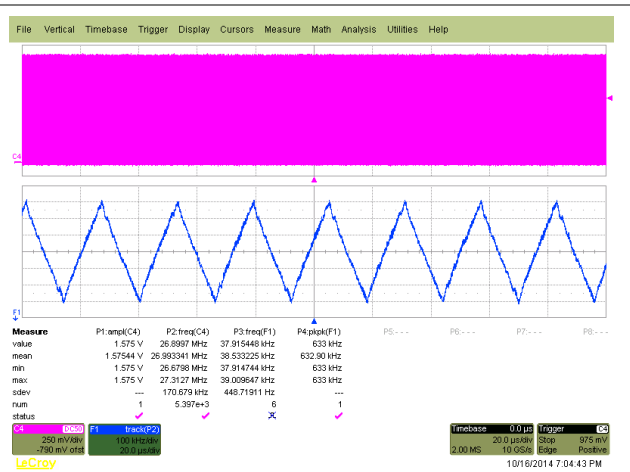 File Vertical Timebase Trigger Display Cursors Measure Math Analysis Utilities Help
C4
F1
Measure P1:ampl(C4) P2:freq(C4) P3:freq(F1) P4:pkpk(F1) P5:- - - P6:- - - P7:- - - P8:- - -
value 1.575 V 26.8997 MHz 37.915448 kHz 633 kHz
mean 1.57544 V 26.993341 MHz 38.533225 kHz 632.90 kHz
min 1.575 V 26.6798 MHz 37.914744 kHz 633 kHz
max 1.575 V 27.3127 MHz 39.009647 kHz 633 kHz
sdev --- 170.679 kHz 448.71911 Hz ---
num 1 5.397e+3 6 1
status
C4 DC50
250 mV/div
-790 mV ofst
F1 track(P2)
100 kHz/div
20.0 µs/div
Timebase 0.0 µs
20.0 µs/div
2.00 MS 10 GS/s
Trigger C4
Stop 975 mV
Edge Positive
LeCroy
10/16/2014 7:04:43 PM